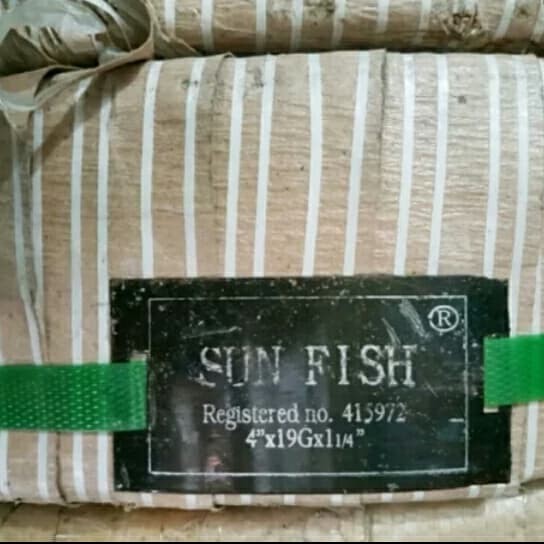 ®
SUN FISH
Registered no. 415972
4"x19Gx1 1/4"